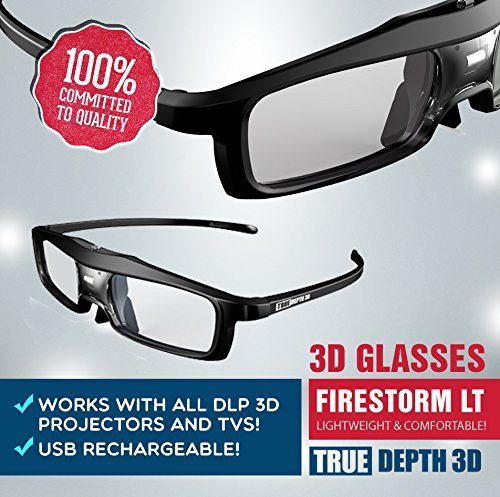 100%
COMMITTED
TO QUALITY
TRUE DEPTH 3D
3D GLASSES
✓ WORKS WITH ALL DLP 3D
PROJECTORS AND TVS!
✓ USB RECHARGEABLE!
FIRESTORM LT
LIGHTWEIGHT & COMFORTABLE!
TRUE DEPTH 3D